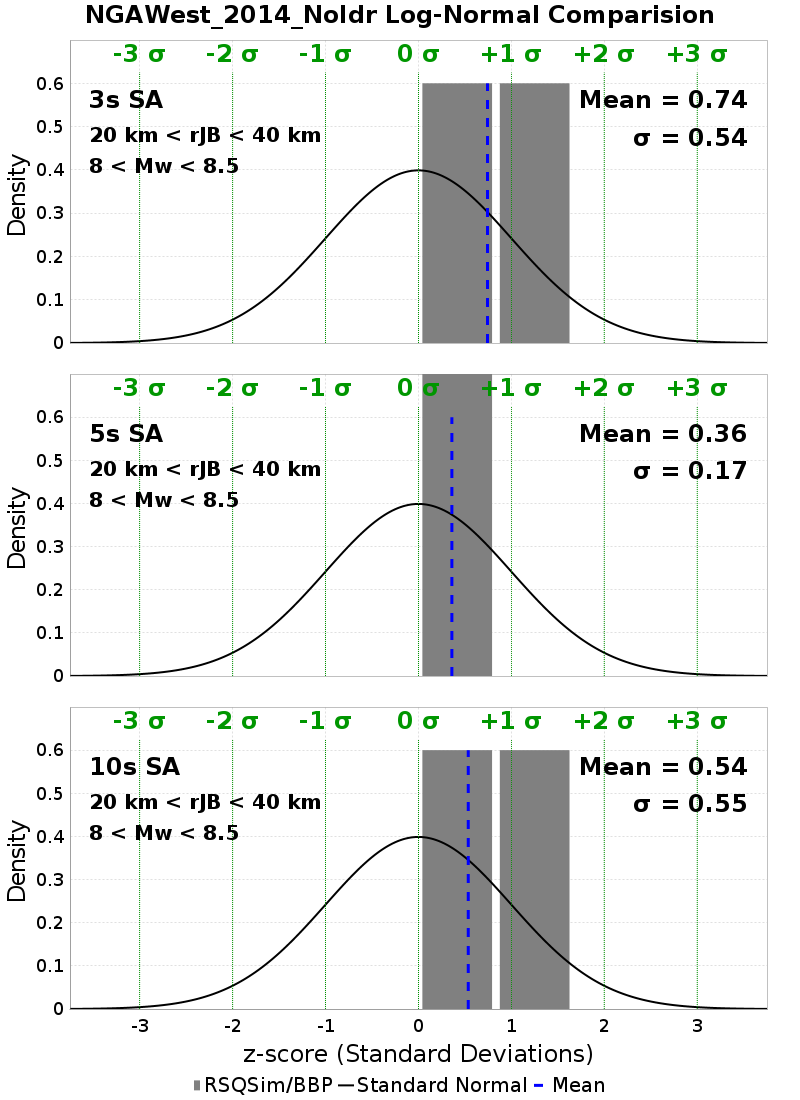 NGAWest_2014_NoIdr Log-Normal Comparision
-3 σ -2 σ -1 σ 0 σ +1 σ +2 σ +3 σ
0.6
3s SA Mean = 0.74
0.5
20 km < rJB < 40 km σ = 0.54
8 < Mw < 8.5
0.4
0.3
0.2
0.1
0
Density
-3 σ -2 σ -1 σ 0 σ +1 σ +2 σ +3 σ
0.6
5s SA Mean = 0.36
0.5
20 km < rJB < 40 km σ = 0.17
8 < Mw < 8.5
0.4
0.3
0.2
0.1
0
Density
-3 σ -2 σ -1 σ 0 σ +1 σ +2 σ +3 σ
0.6
10s SA Mean = 0.54
0.5
20 km < rJB < 40 km σ = 0.55
8 < Mw < 8.5
0.4
0.3
0.2
0.1
0
Density
-3 -2 -1 0 1 2 3
z-score (Standard Deviations)
RSQSim/BBP Standard Normal Mean